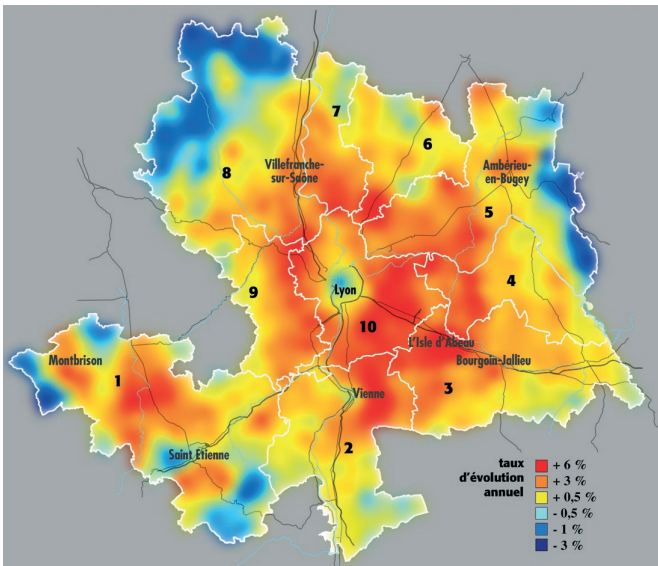 7
6
Villefranche-
sur-Saône
8
Ambérieu-
en-Bugey
5
4
9
Lyon
10
L'Isle d'Abeau
Bourgoin-Jallieu
Montbrison
1
Vienne
3
2
Saint Etienne
taux
d'évolution
annuel
+ 6 %
+ 3 %
+ 0,5 %
- 0,5 %
- 1 %
- 3 %